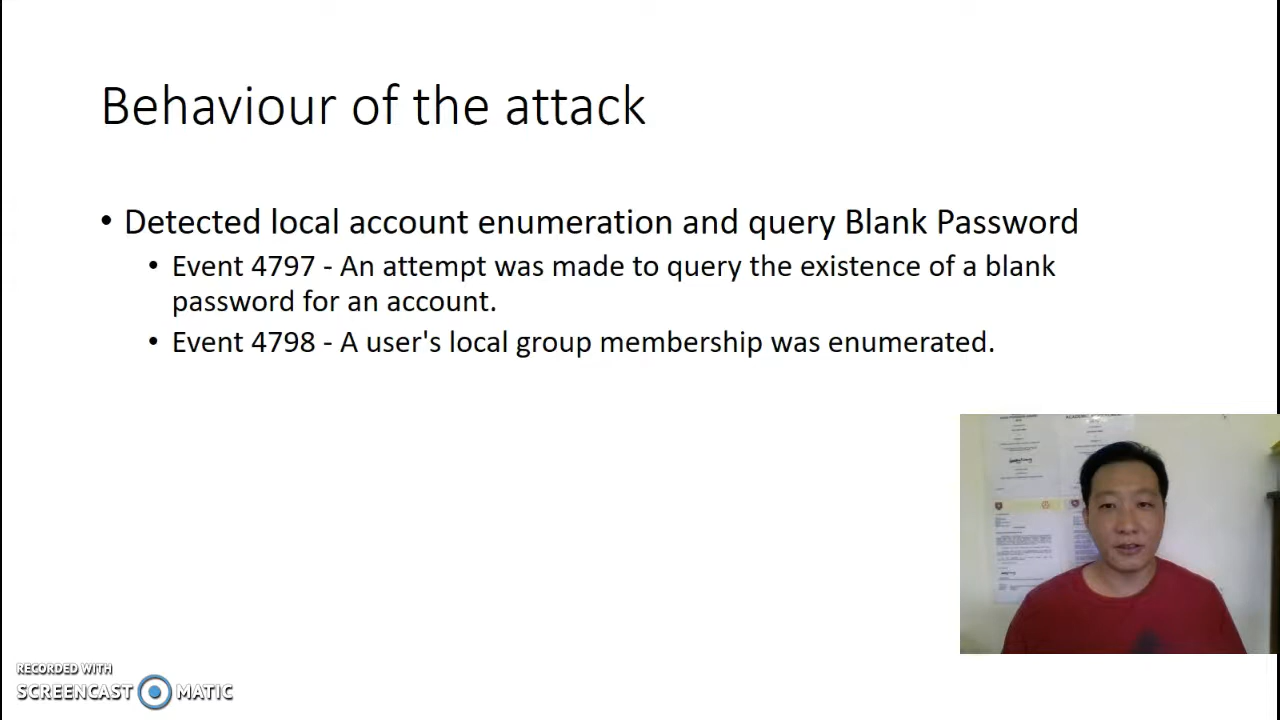 Behaviour of the attack
• Detected local account enumeration and query Blank Password
• Event 4797 - An attempt was made to query the existence of a blank
password for an account.
• Event 4798 - A user's local group membership was enumerated.
RECORDED WITH
SCREENCAST MATIC